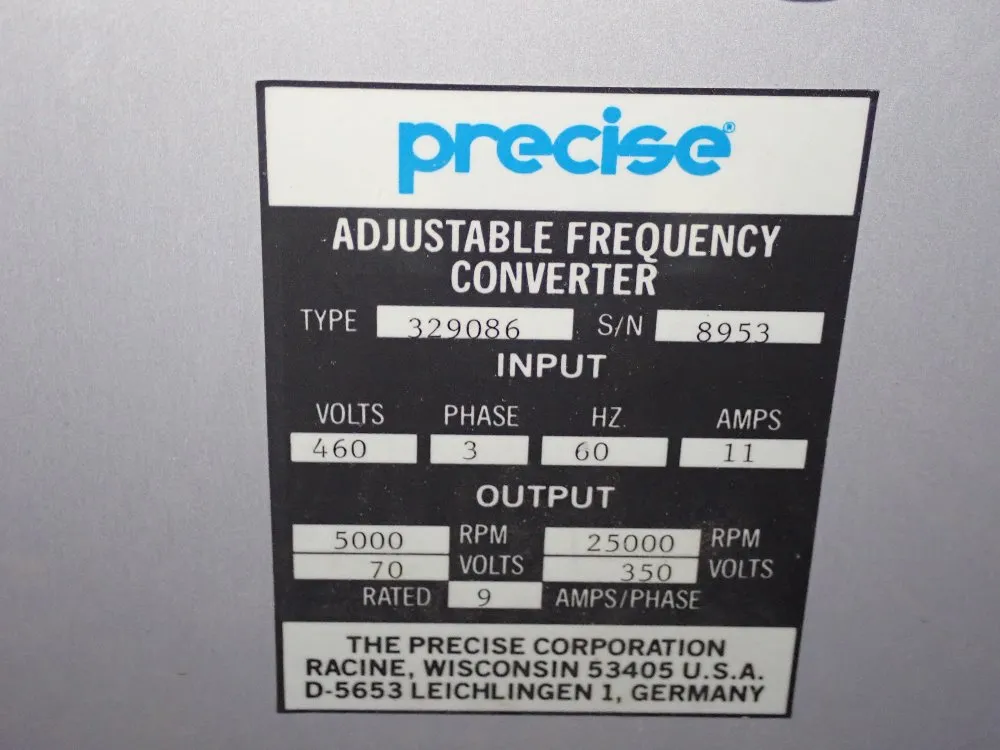 precise®
ADJUSTABLE FREQUENCY
CONVERTER
TYPE 329086 S/N 8953
INPUT
VOLTS PHASE HZ. AMPS
460 3 60 11
OUTPUT
5000 RPM 25000 RPM
70 VOLTS 350 VOLTS
RATED 9 AMPS/PHASE
THE PRECISE CORPORATION
RACINE, WISCONSIN 53405 U.S.A.
D-5653 LEICHLINGEN 1, GERMANY